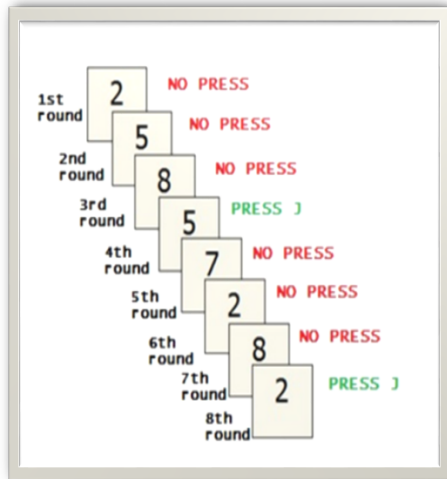 2
NO PRESS
1st
round
5
NO PRESS
2nd
round
8
NO PRESS
3rd
round
5
PRESS J
4th
round
7
NO PRESS
5th
round
2
NO PRESS
6th
round
8
NO PRESS
7th
round
2
PRESS J
8th
round